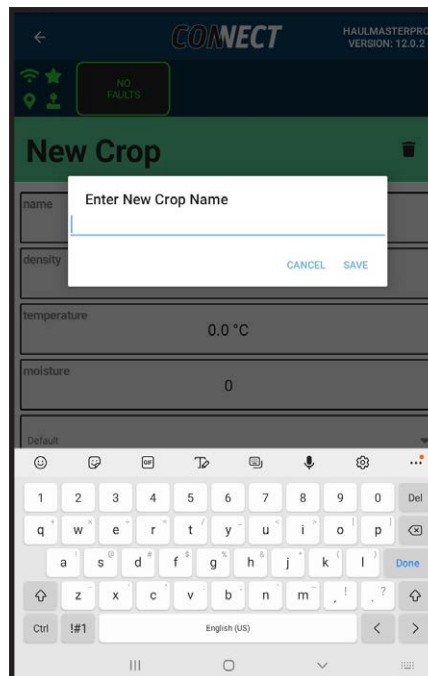 CONNECT
HAULMASTERPRO
VERSION: 12.0.2
NO
FAULTS
New Crop
name
Enter New Crop Name
density
CANCEL SAVE
temperature
0.0 °C
moisture
0
Default
GIF
1 2 3 4 5 6 7 8 9 0 Del
q w e r t y u i o p
a s d f g h j k l Done
z x c v b n m , ! . ?
Ctrl !#1 English (US) < >